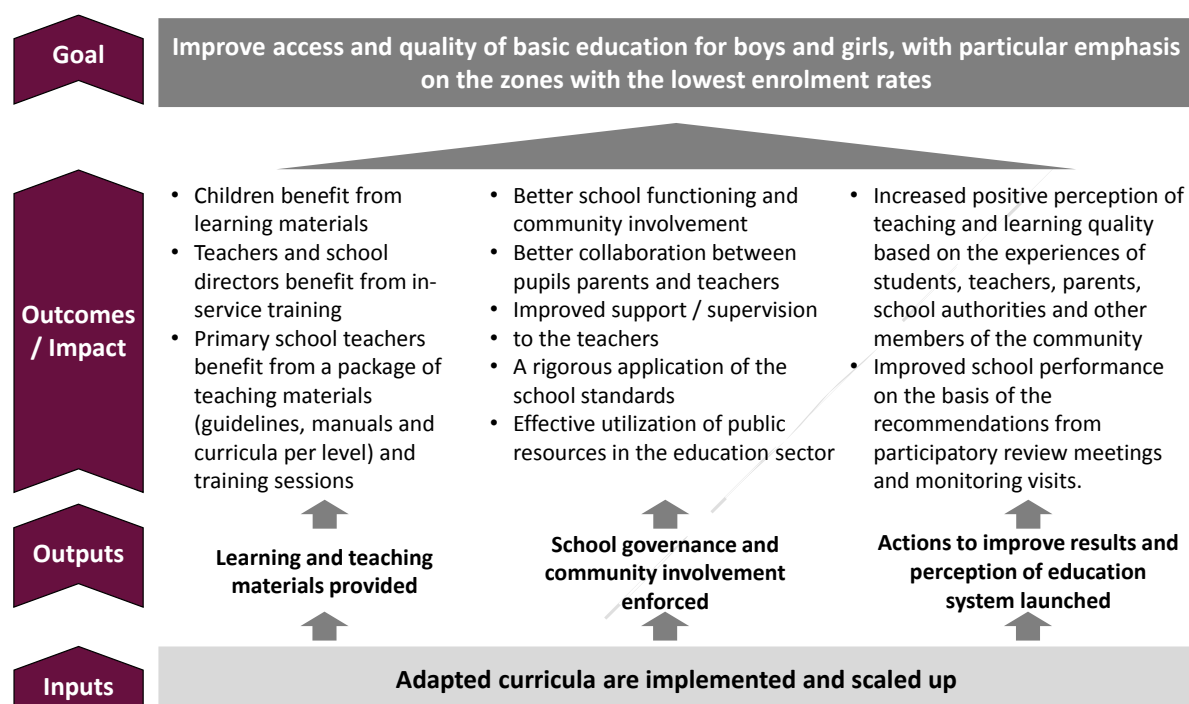 Goal
Improve access and quality of basic education for boys and girls, with particular emphasis
on the zones with the lowest enrolment rates
Outcomes
/ Impact
• Children benefit from
learning materials
• Teachers and school
directors benefit from in-
service training
• Primary school teachers
benefit from a package of
teaching materials
(guidelines, manuals and
curricula per level) and
training sessions
• Better school functioning and
community involvement
• Better collaboration between
pupils parents and teachers
• Improved support / supervision
• to the teachers
• A rigorous application of the
school standards
• Effective utilization of public
resources in the education sector
• Increased positive perception of
teaching and learning quality
based on the experiences of
students, teachers, parents,
school authorities and other
members of the community
• Improved school performance
on the basis of the
recommendations from
participatory review meetings
and monitoring visits.
Outputs
Learning and teaching
materials provided
School governance and
community involvement
enforced
Actions to improve results and
perception of education
system launched
Inputs
Adapted curricula are implemented and scaled up